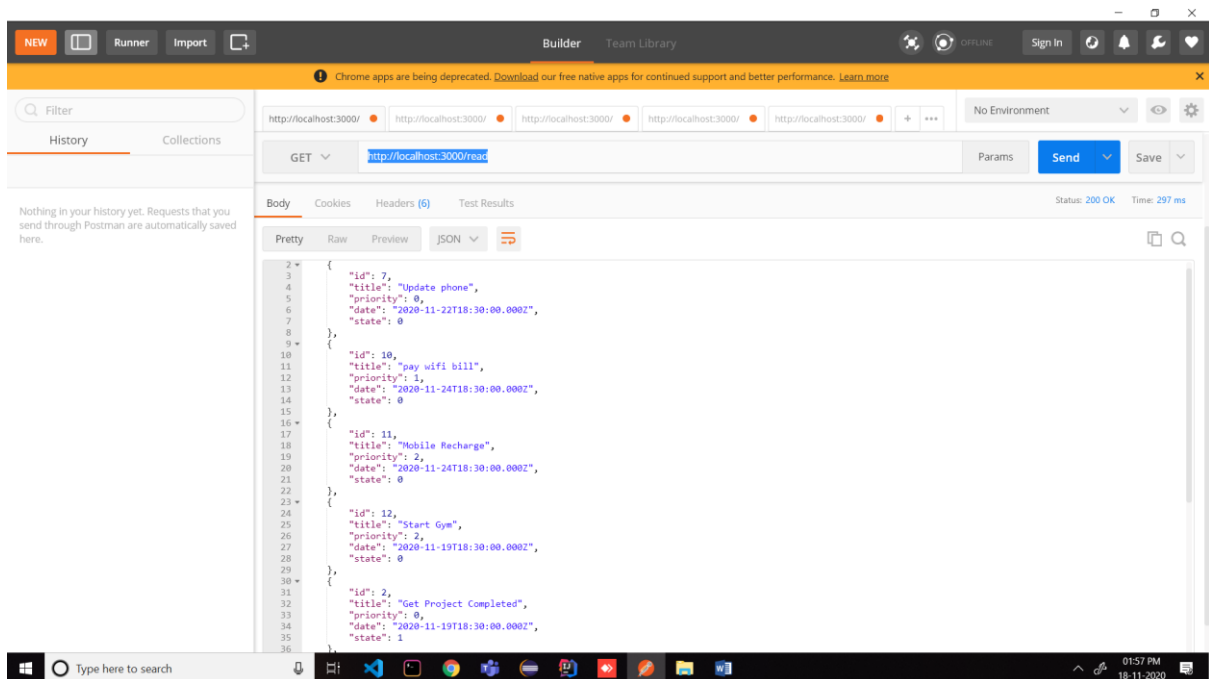 NEW Runner Import Builder Team Library OFFLINE Sign In
Chrome apps are being deprecated. Download our free native apps for continued support and better performance. Learn more
Filter
History Collections
Nothing in your history yet. Requests that you
send through Postman are automatically saved
here.
http://localhost:3000/ http://localhost:3000/ http://localhost:3000/ http://localhost:3000/ http://localhost:3000/ + ••• No Environment
GET http://localhost:3000/read Params Send Save
Body Cookies Headers (6) Test Results Status: 200 OK Time: 297 ms
Pretty Raw Preview JSON
2 {
3 "id": 7,
4 "title": "Update phone",
5 "priority": 0,
6 "date": "2020-11-22T18:30:00.000Z",
7 "state": 0
8 },
9 {
10 "id": 10,
11 "title": "pay wifi bill",
12 "priority": 1,
13 "date": "2020-11-24T18:30:00.000Z",
14 "state": 0
15 },
16 {
17 "id": 11,
18 "title": "Mobile Recharge",
19 "priority": 2,
20 "date": "2020-11-24T18:30:00.000Z",
21 "state": 0
22 },
23 {
24 "id": 12,
25 "title": "Start Gym",
26 "priority": 2,
27 "date": "2020-11-19T18:30:00.000Z",
28 "state": 0
29 },
30 {
31 "id": 2,
32 "title": "Get Project Completed",
33 "priority": 0,
34 "date": "2020-11-19T18:30:00.000Z",
35 "state": 1
36 },
Type here to search 01:57 PM
18-11-2020